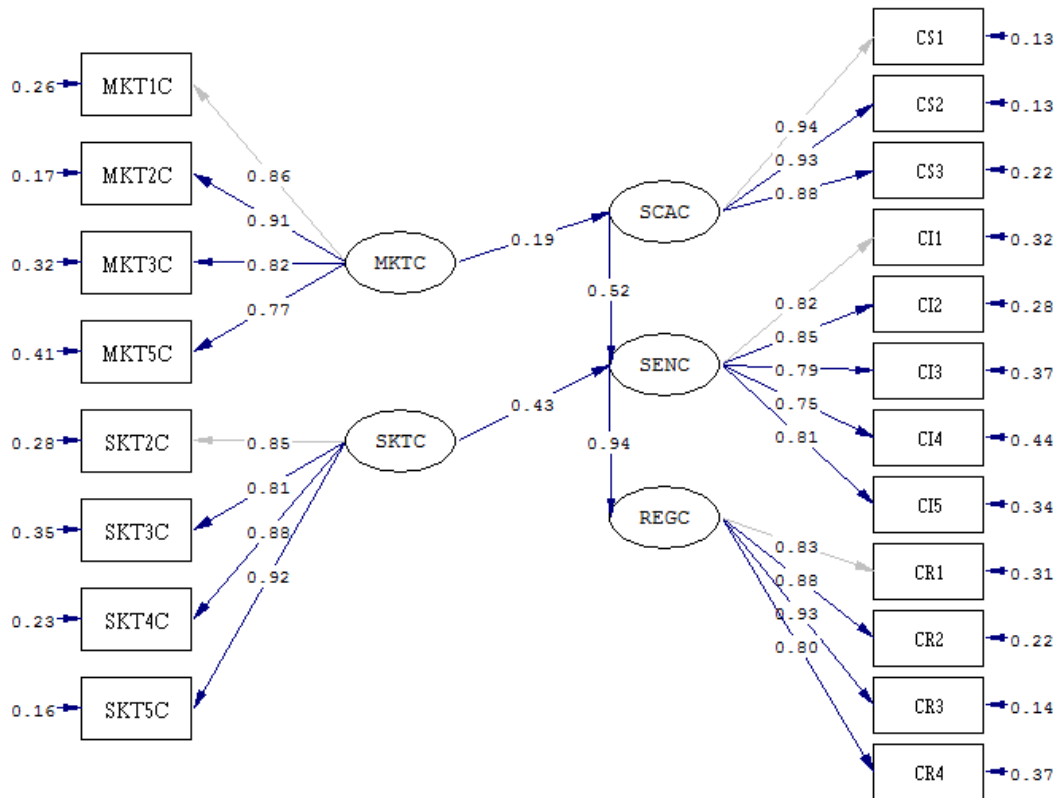 0.26 MKT1C
0.17 MKT2C
0.32 MKT3C
0.41 MKT5C
0.28 SKT2C
0.35 SKT3C
0.23 SKT4C
0.16 SKT5C
0.86
0.91
0.82
0.77
MKTC
0.85
0.81
0.88
0.92
SKTC
0.19
0.43
SCAC
0.52
SENC
0.94
REGC
0.94
0.93
0.88
0.82
0.85
0.79
0.75
0.81
0.83
0.88
0.93
0.80
CS1 0.13
CS2 0.13
CS3 0.22
CI1 0.32
CI2 0.28
CI3 0.37
CI4 0.44
CI5 0.34
CR1 0.31
CR2 0.22
CR3 0.14
CR4 0.37